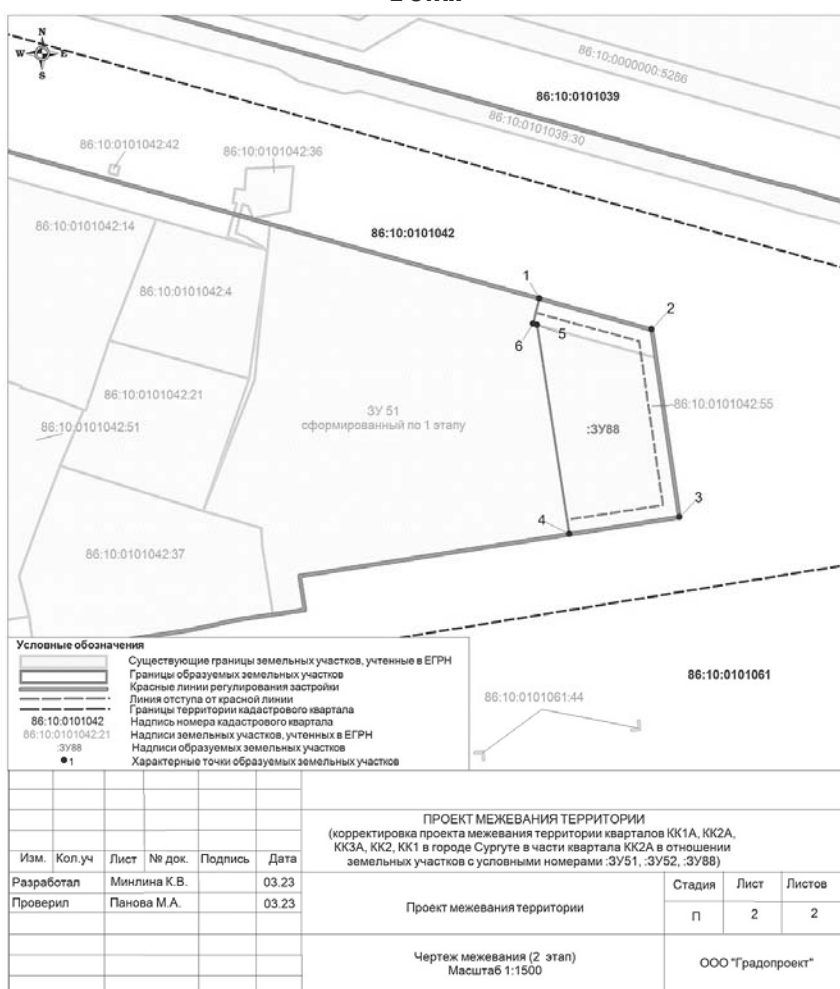 N
W E
S
86:10:0000000:5286
86:10:0101039
86:10:0101039:30
86:10:0101042:42
86:10:0101042:36
86:10:0101042:14
86:10:0101042
86:10:0101042:4
1
2
6
5
86:10:0101042:21
86:10:0101042:55
ЗУ 51
сформированный по 1 этапу
86:10:0101042:51
:ЗУ88
3
4
86:10:0101042:37
Условные обозначения
Существующие границы земельных участков, учтенные в ЕГРН
Границы образуемых земельных участков
Красные линии регулирования застройки
Линия отступа от красной линии
Границы территории кадастрового квартала
86:10:0101042 Надпись номера кадастрового квартала
86:10:0101042:21 Надписи земельных участков, учтенных в ЕГРН
:ЗУ88 Надписи образуемых земельных участков
1 Характерные точки образуемых земельных участков
86:10:0101061
86:10:0101061:44
ПРОЕКТ МЕЖЕВАНИЯ ТЕРРИТОРИИ
(корректировка проекта межевания территории кварталов КК1А, КК2А,
КК3А, КК2, КК1 в городе Сургуте в части квартала КК2А в отношении
земельных участков с условными номерами :ЗУ51, :ЗУ52, :ЗУ88)
Изм. Кол.уч Лист № док. Подпись Дата
Разработал Минлина К.В. 03.23
Проверил Панова М.А. 03.23
Проект межевания территории
Стадия Лист Листов
П 2 2
Чертеж межевания (2 этап)
Масштаб 1:1500
ООО "Градопроект"